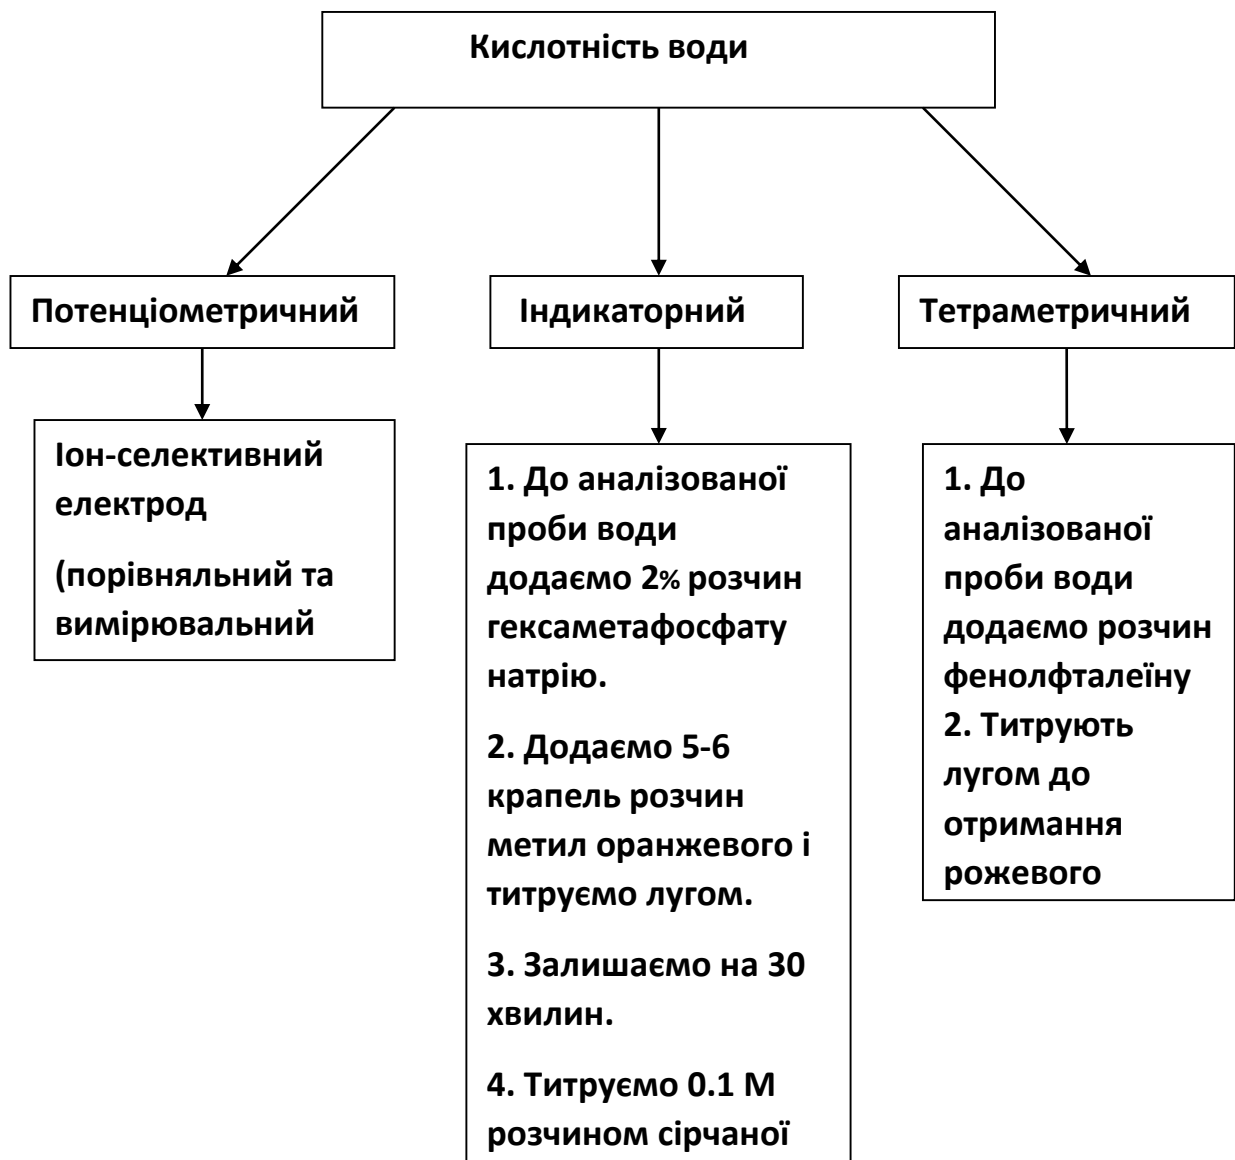 Кислотність води
Потенціометричний
Індикаторний
Тетраметричний
Іон-селективний
електрод
(порівняльний та
вимірювальний
1. До аналізованої
проби води
додаємо 2% розчин
гексаметафосфату
натрію.
2. Додаємо 5-6
крапель розчин
метил оранжевого і
титруємо лугом.
3. Залишаємо на 30
хвилин.
4. Титруємо 0.1 М
розчином сірчаної
1. До
аналізованої
проби води
додаємо розчин
фенолфталеїну
2. Титрують
лугом до
отримання
рожевого